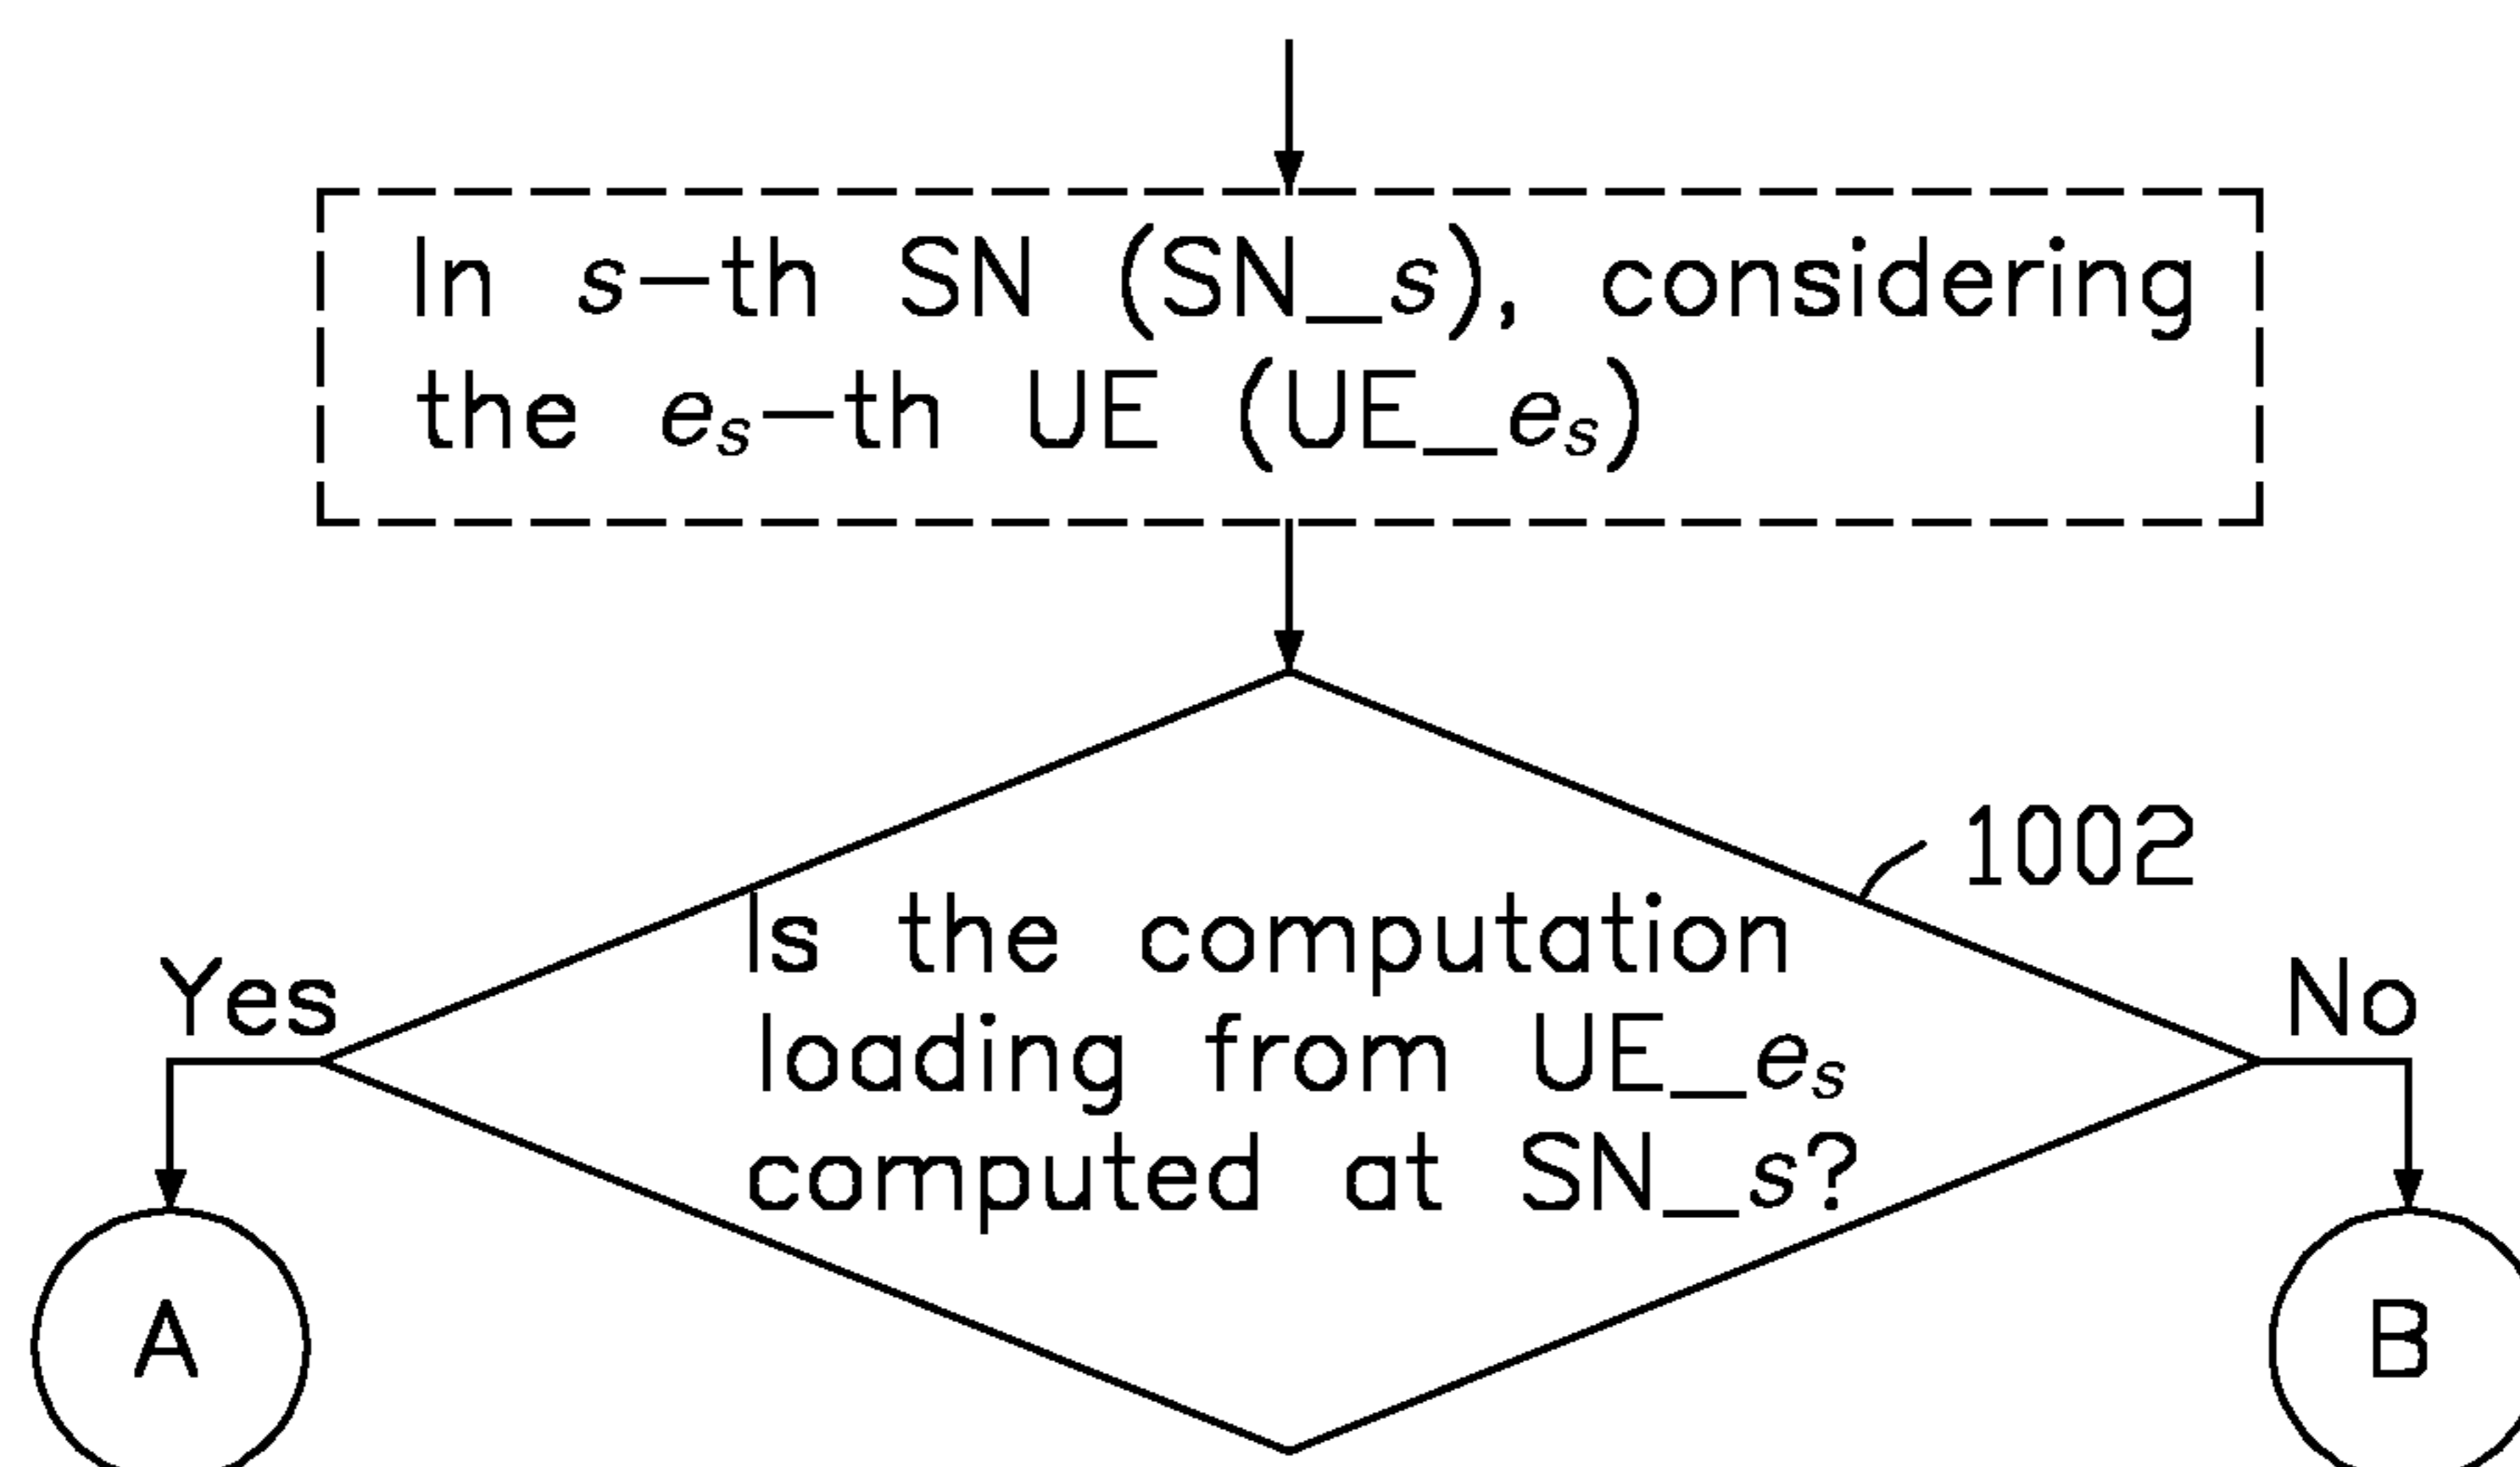 In s-th SN (SN_s), considering
the eₛ-th UE (UE_eₛ)
1002
Is the computation
loading from UE_eₛ
computed at SN_s?
Yes
No
A
B